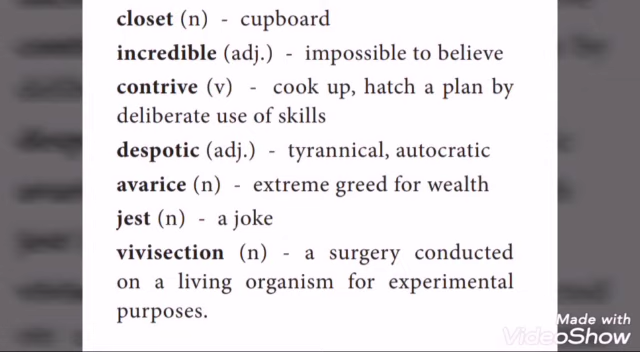 closet (n) - cupboard
incredible (adj.) - impossible to believe
contrive (v) - cook up, hatch a plan by
deliberate use of skills
despotic (adj.) - tyrannical, autocratic
avarice (n) - extreme greed for wealth
jest (n) - a joke
vivisection (n) - a surgery conducted
on a living organism for experimental
purposes.
Made with
VideoShow